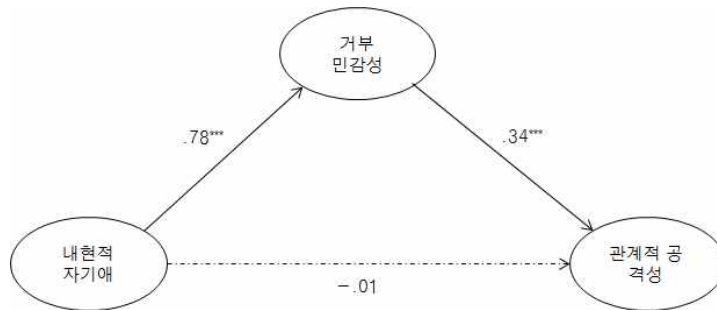 거부
민감성
.78***
.34***
내현적
자기애
관계적 공
격성
－.01